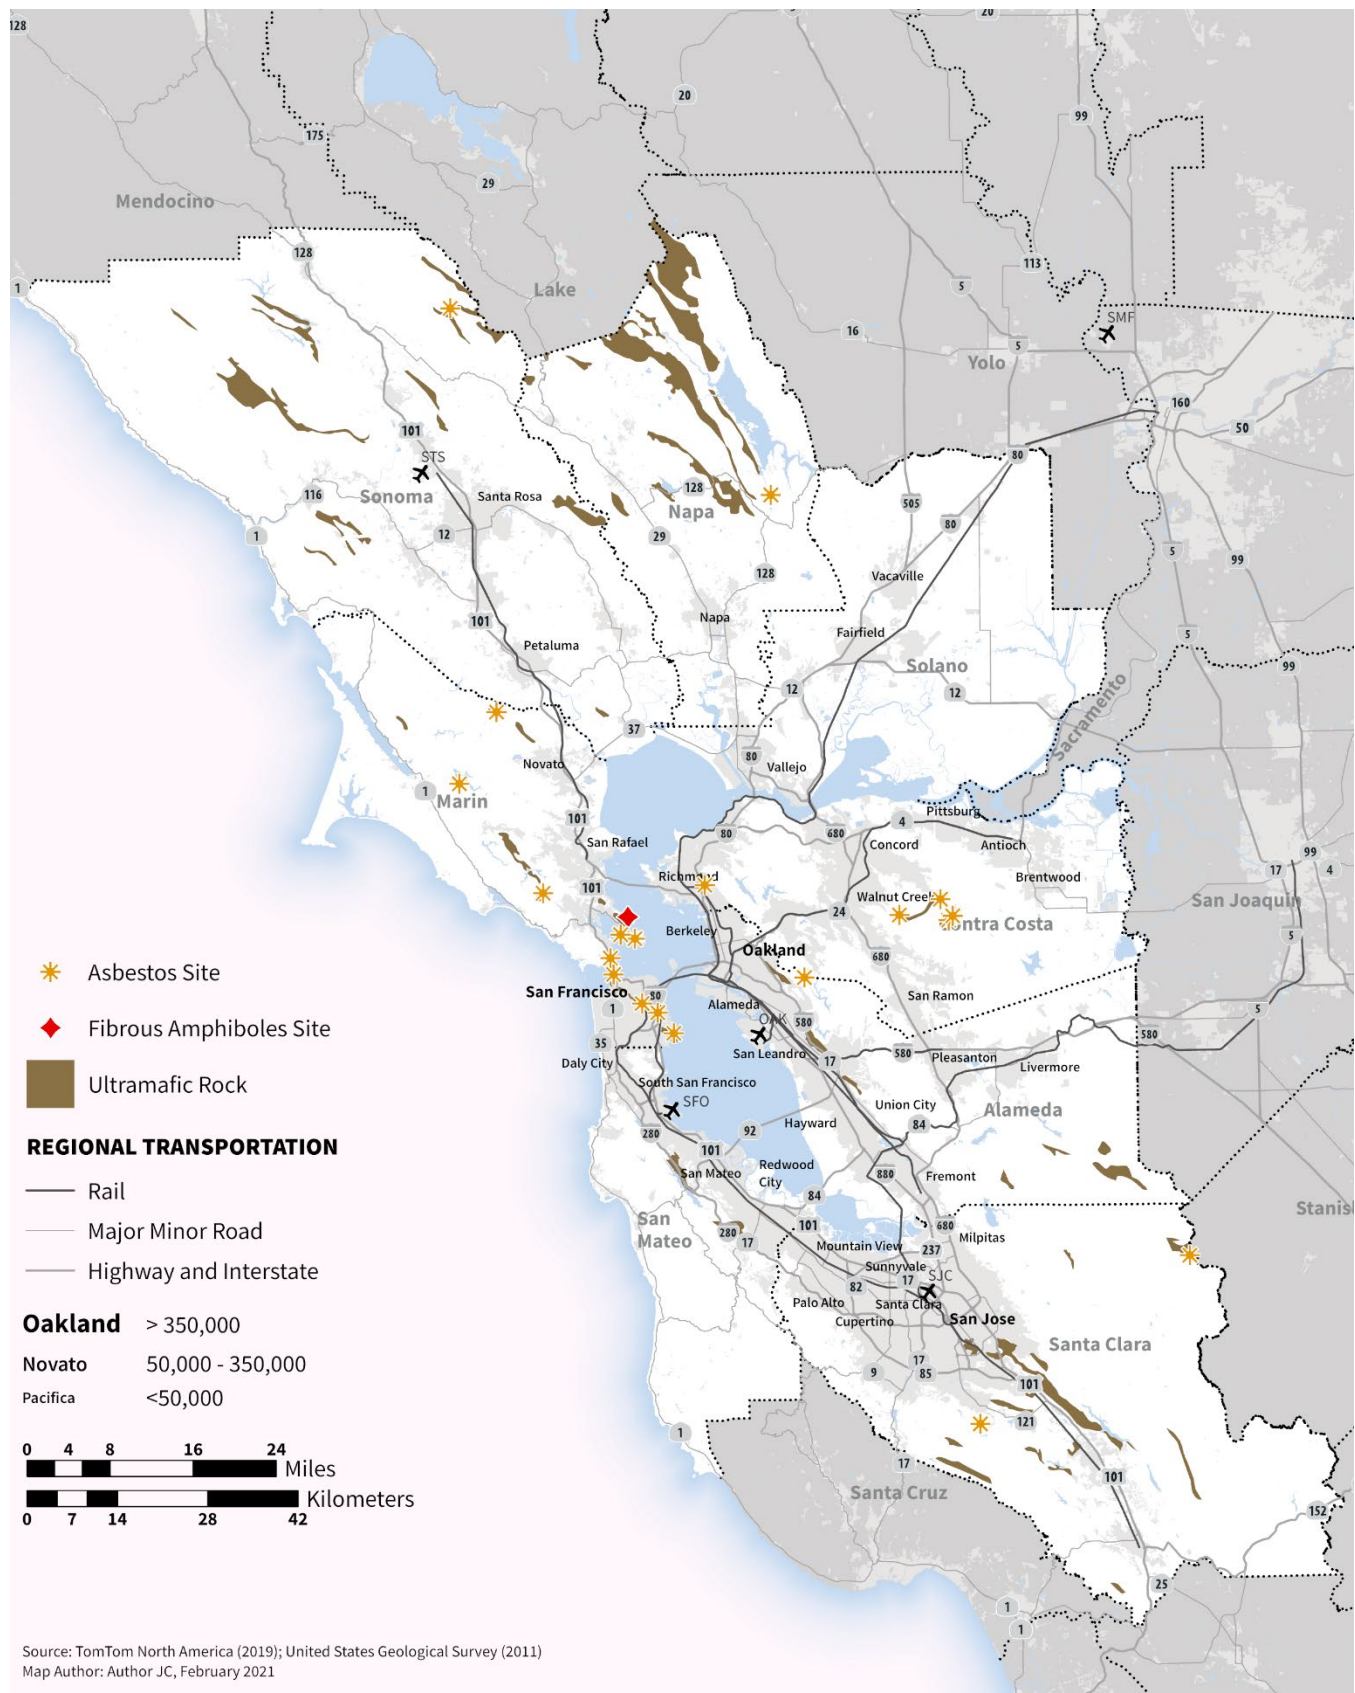 128
20
20
99
175
29
Mendocino
128
113
1
Lake
5
SMF
16
5
Yolo
160
101
50
STS
80
116
Sonoma
Santa Rosa
128
Napa
505
80
1
12
29
5
99
128
Vacaville
101
Napa
Fairfield
5
Petaluma
Solano
99
12
12
Sacramento
37
80
Novato
Vallejo
1
Marin
101
Pittsburg
4
80
680
San Rafael
Concord
Antioch
99
17
4
Richmond
Brentwood
101
Walnut Creek
San Joaquin
24
Contra Costa
Berkeley
5
Oakland
680
Asbestos Site
San Francisco
80
San Ramon
1
Alameda
5
OAK
580
Fibrous Amphiboles Site
580
35
San Leandro
17
580
Pleasanton
Daly City
Livermore
Ultramafic Rock
South San Francisco
SFO
Union City
Alameda
92
Hayward
84
280
REGIONAL TRANSPORTATION
101
San Mateo
Redwood
City
880
Fremont
Rail
84
Stanisl
San
Mateo
280
17
101
680
Major Minor Road
Mountain View
237
Milpitas
Highway and Interstate
Sunnyvale
17
SJC
82
Palo Alto
Santa Clara
Cupertino
San Jose
Oakland > 350,000
Santa Clara
Novato 50,000 - 350,000
17
9
85
101
Pacifica <50,000
121
1
0 4 8 16 24
Miles
17
101
Santa Cruz
Kilometers
0 7 14 28 42
152
25
1
1
Source: TomTom North America (2019); United States Geological Survey (2011)
Map Author: Author JC, February 2021